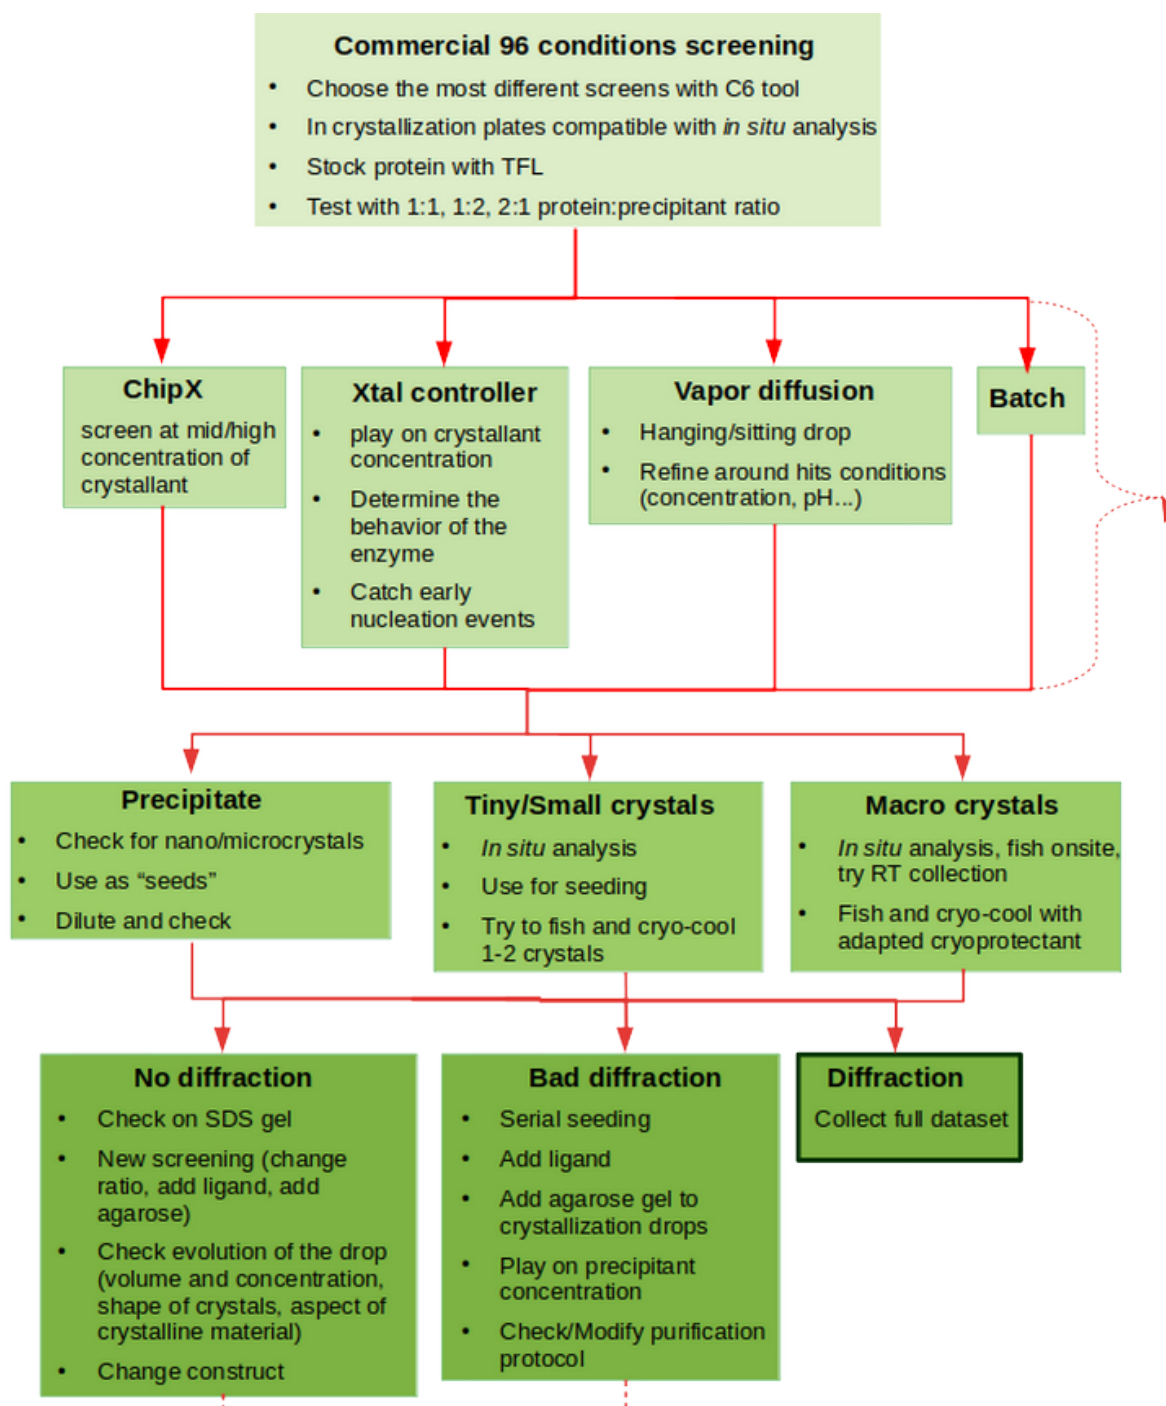 Commercial 96 conditions screening
• Choose the most different screens with C6 tool
• In crystallization plates compatible with in situ analysis
• Stock protein with TFL
• Test with 1:1, 1:2, 2:1 protein:precipitant ratio
ChipX
screen at mid/high
concentration of
crystallant
Xtal controller
• play on crystallant
concentration
• Determine the
behavior of the
enzyme
• Catch early
nucleation events
Vapor diffusion
• Hanging/sitting drop
• Refine around hits conditions
(concentration, pH...)
Batch
Precipitate
• Check for nano/microcrystals
• Use as “seeds”
• Dilute and check
Tiny/Small crystals
• In situ analysis
• Use for seeding
• Try to fish and cryo-cool
1-2 crystals
Macro crystals
• In situ analysis, fish onsite,
try RT collection
• Fish and cryo-cool with
adapted cryoprotectant
No diffraction
• Check on SDS gel
• New screening (change
ratio, add ligand, add
agarose)
• Check evolution of the drop
(volume and concentration,
shape of crystals, aspect of
crystalline material)
• Change construct
Bad diffraction
• Serial seeding
• Add ligand
• Add agarose gel to
crystallization drops
• Play on precipitant
concentration
• Check/Modify purification
protocol
Diffraction
Collect full dataset